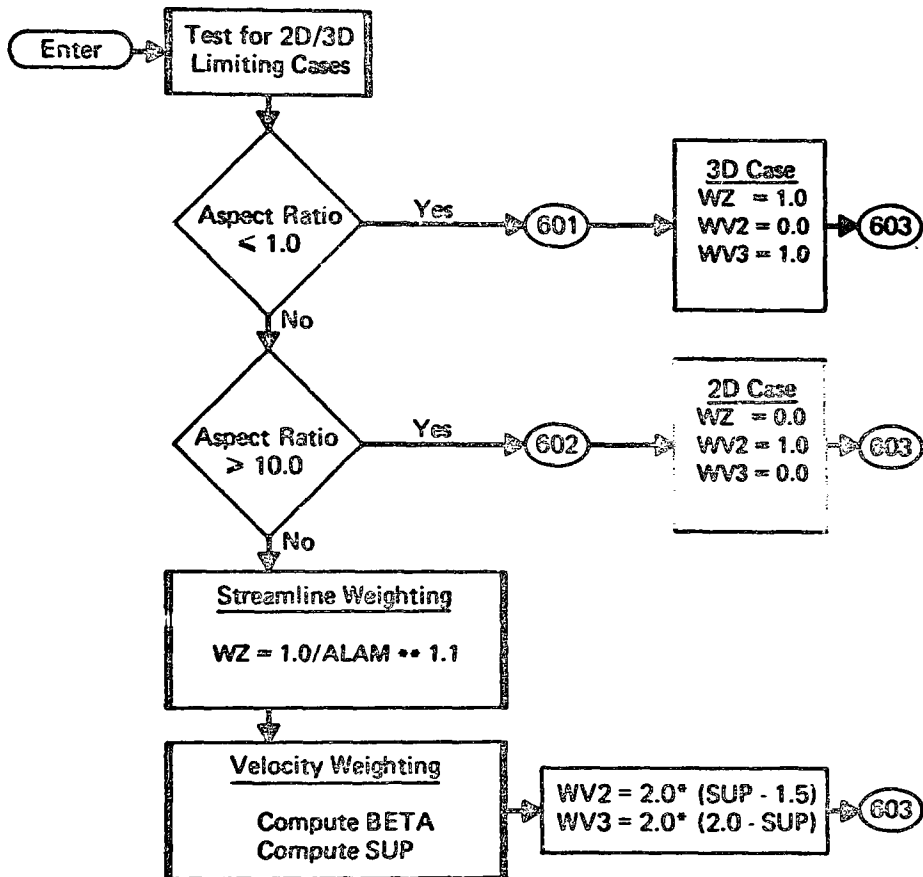 Enter
Test for 2D/3D
Limiting Cases
Aspect Ratio
≤ 1.0
Yes
601
3D Case
WZ = 1.0
WV2 = 0.0
WV3 = 1.0
603
No
Aspect Ratio
≥ 10.0
Yes
602
2D Case
WZ = 0.0
WV2 = 1.0
WV3 = 0.0
603
No
Streamline Weighting
WZ = 1.0/ALAM ** 1.1
Velocity Weighting
Compute BETA
Compute SUP
WV2 = 2.0* (SUP - 1.5)
WV3 = 2.0* (2.0 - SUP)
603